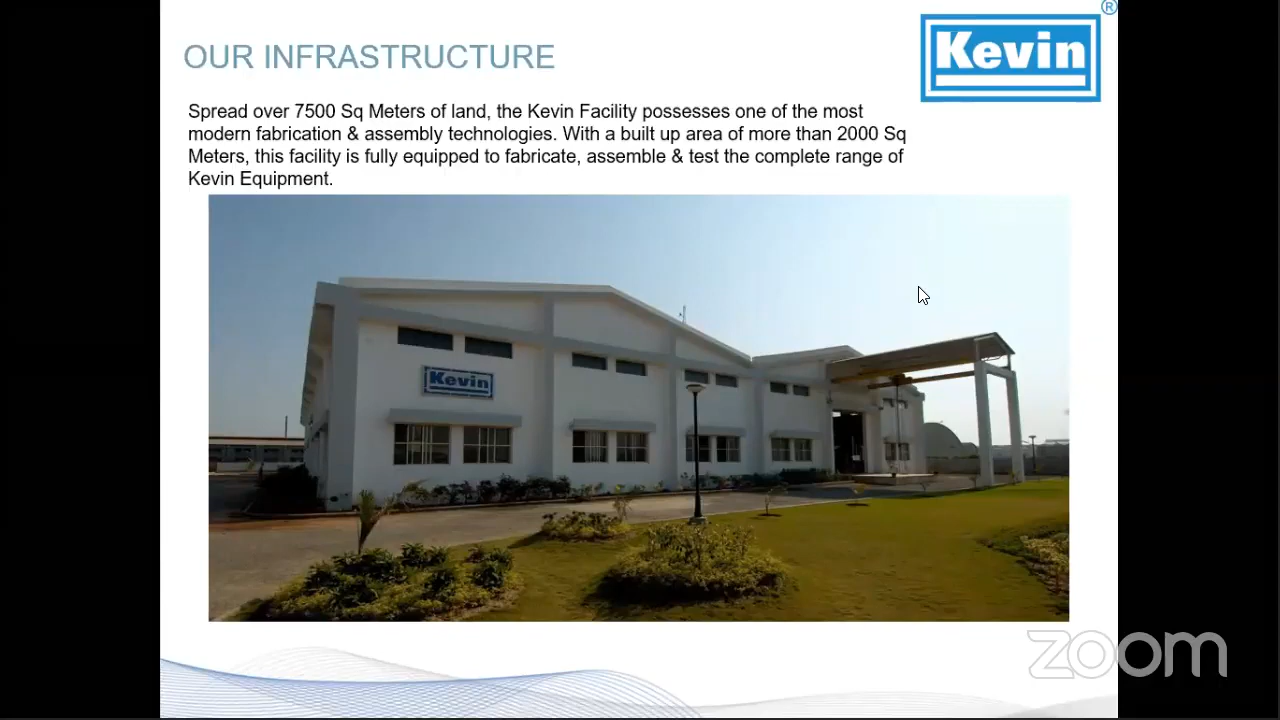 ®
OUR INFRASTRUCTURE
Kevin
Spread over 7500 Sq Meters of land, the Kevin Facility possesses one of the most
modern fabrication & assembly technologies. With a built up area of more than 2000 Sq
Meters, this facility is fully equipped to fabricate, assemble & test the complete range of
Kevin Equipment.
Kevin
zoom